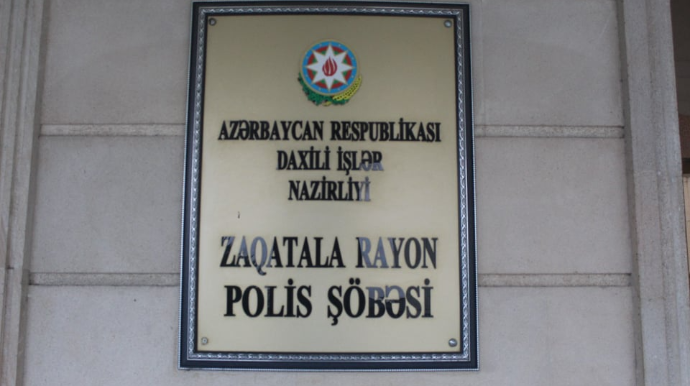 AZƏRBAYCAN RESPUBLİKASI
DAXİLİ İŞLƏR
NAZİRLİYİ
ZAQATALA RAYON
POLİS ŞÖBƏSİ